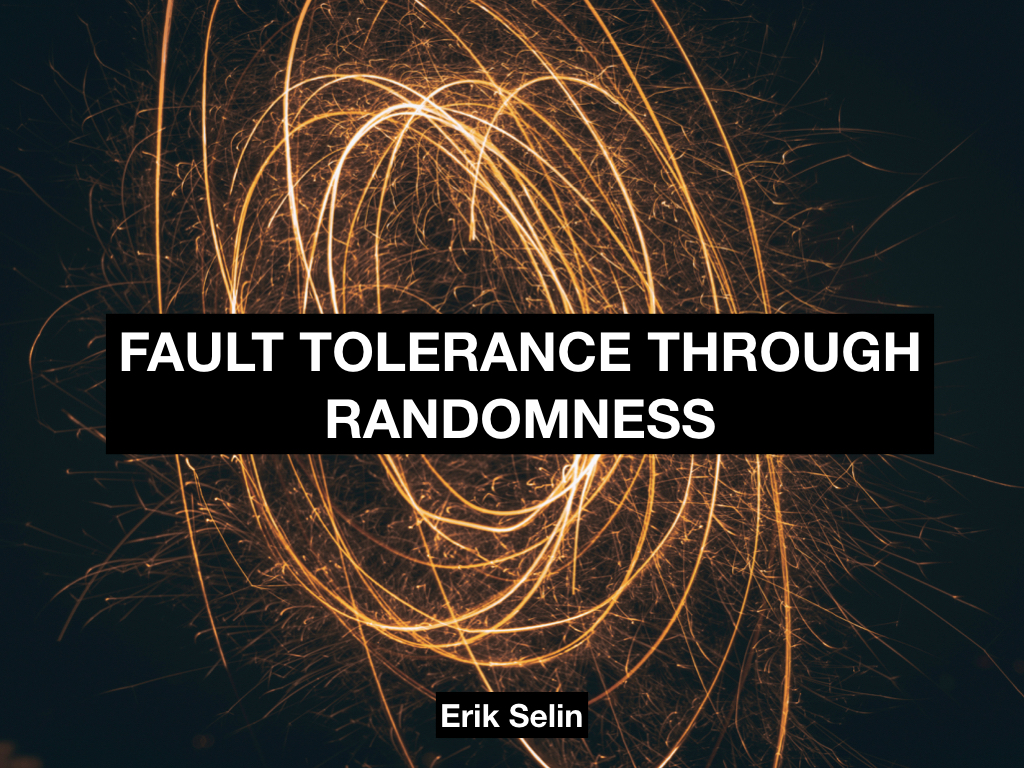 FAULT TOLERANCE THROUGH
RANDOMNESS
Erik Selin